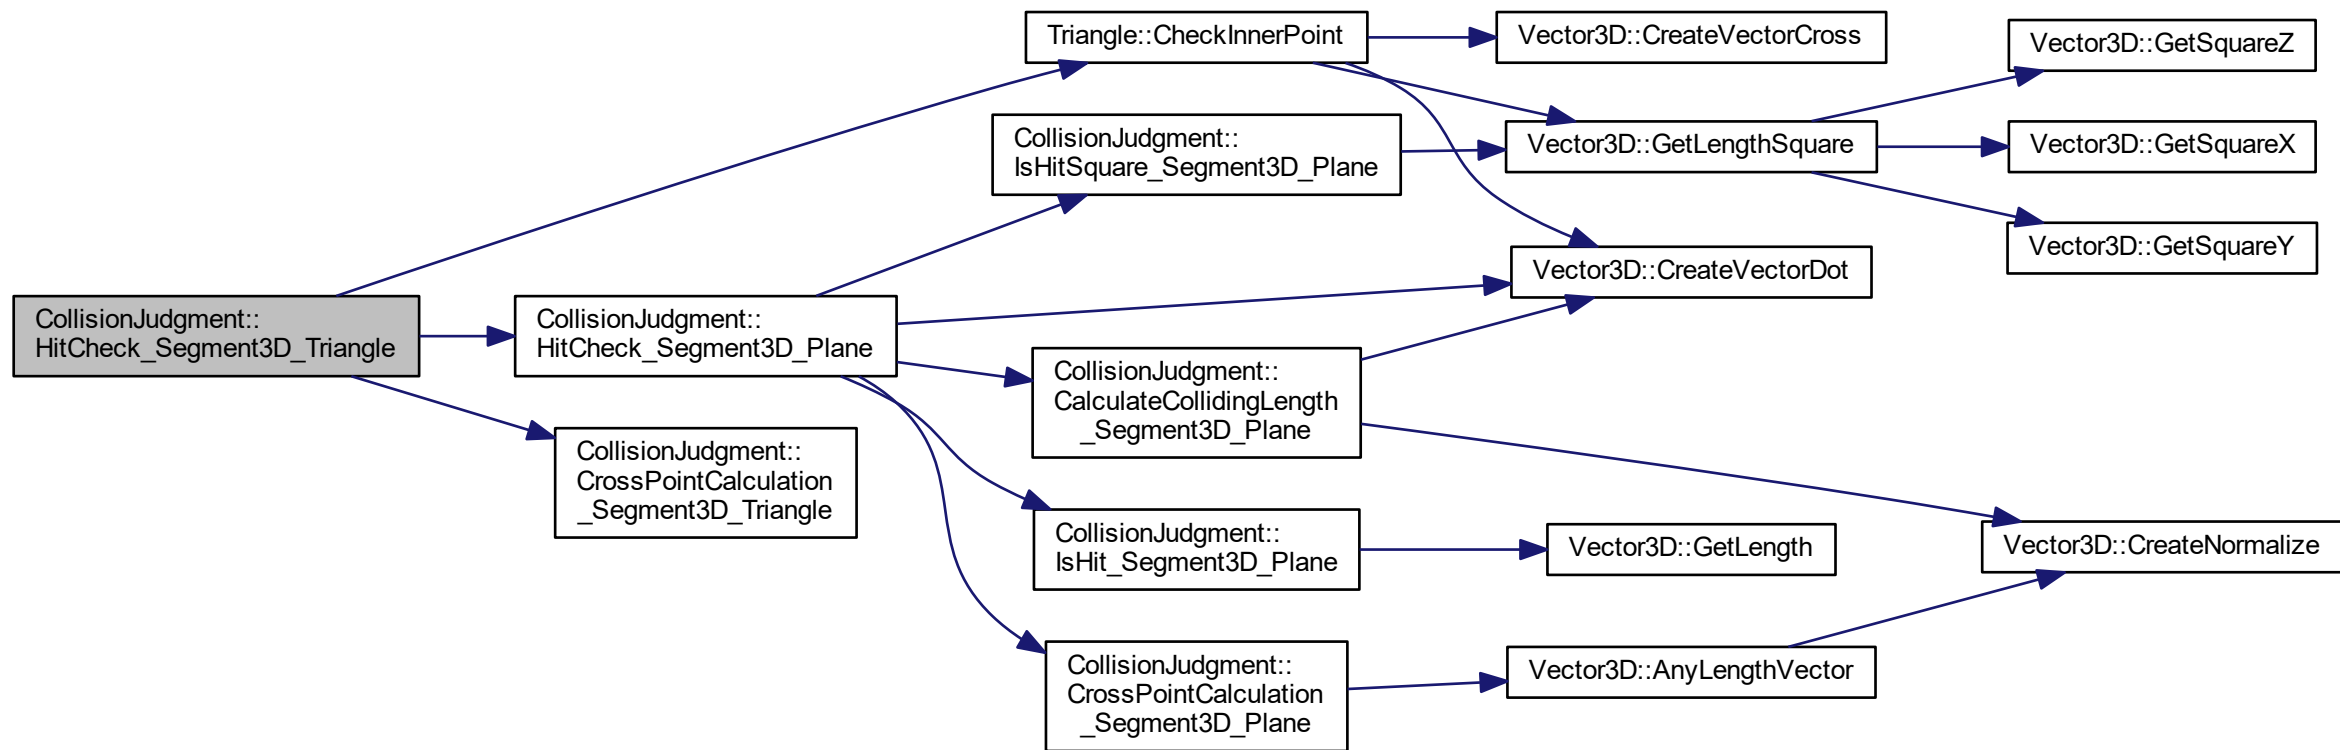 CollisionJudgment::
HitCheck_Segment3D_Triangle
CollisionJudgment::
HitCheck_Segment3D_Plane
CollisionJudgment::
CrossPointCalculation
_Segment3D_Triangle
Triangle::CheckInnerPoint
CollisionJudgment::
IsHitSquare_Segment3D_Plane
CollisionJudgment::
CalculateCollidingLength
_Segment3D_Plane
CollisionJudgment::
IsHit_Segment3D_Plane
CollisionJudgment::
CrossPointCalculation
_Segment3D_Plane
Vector3D::CreateVectorCross
Vector3D::GetLengthSquare
Vector3D::CreateVectorDot
Vector3D::GetLength
Vector3D::AnyLengthVector
Vector3D::GetSquareZ
Vector3D::GetSquareX
Vector3D::GetSquareY
Vector3D::CreateNormalize